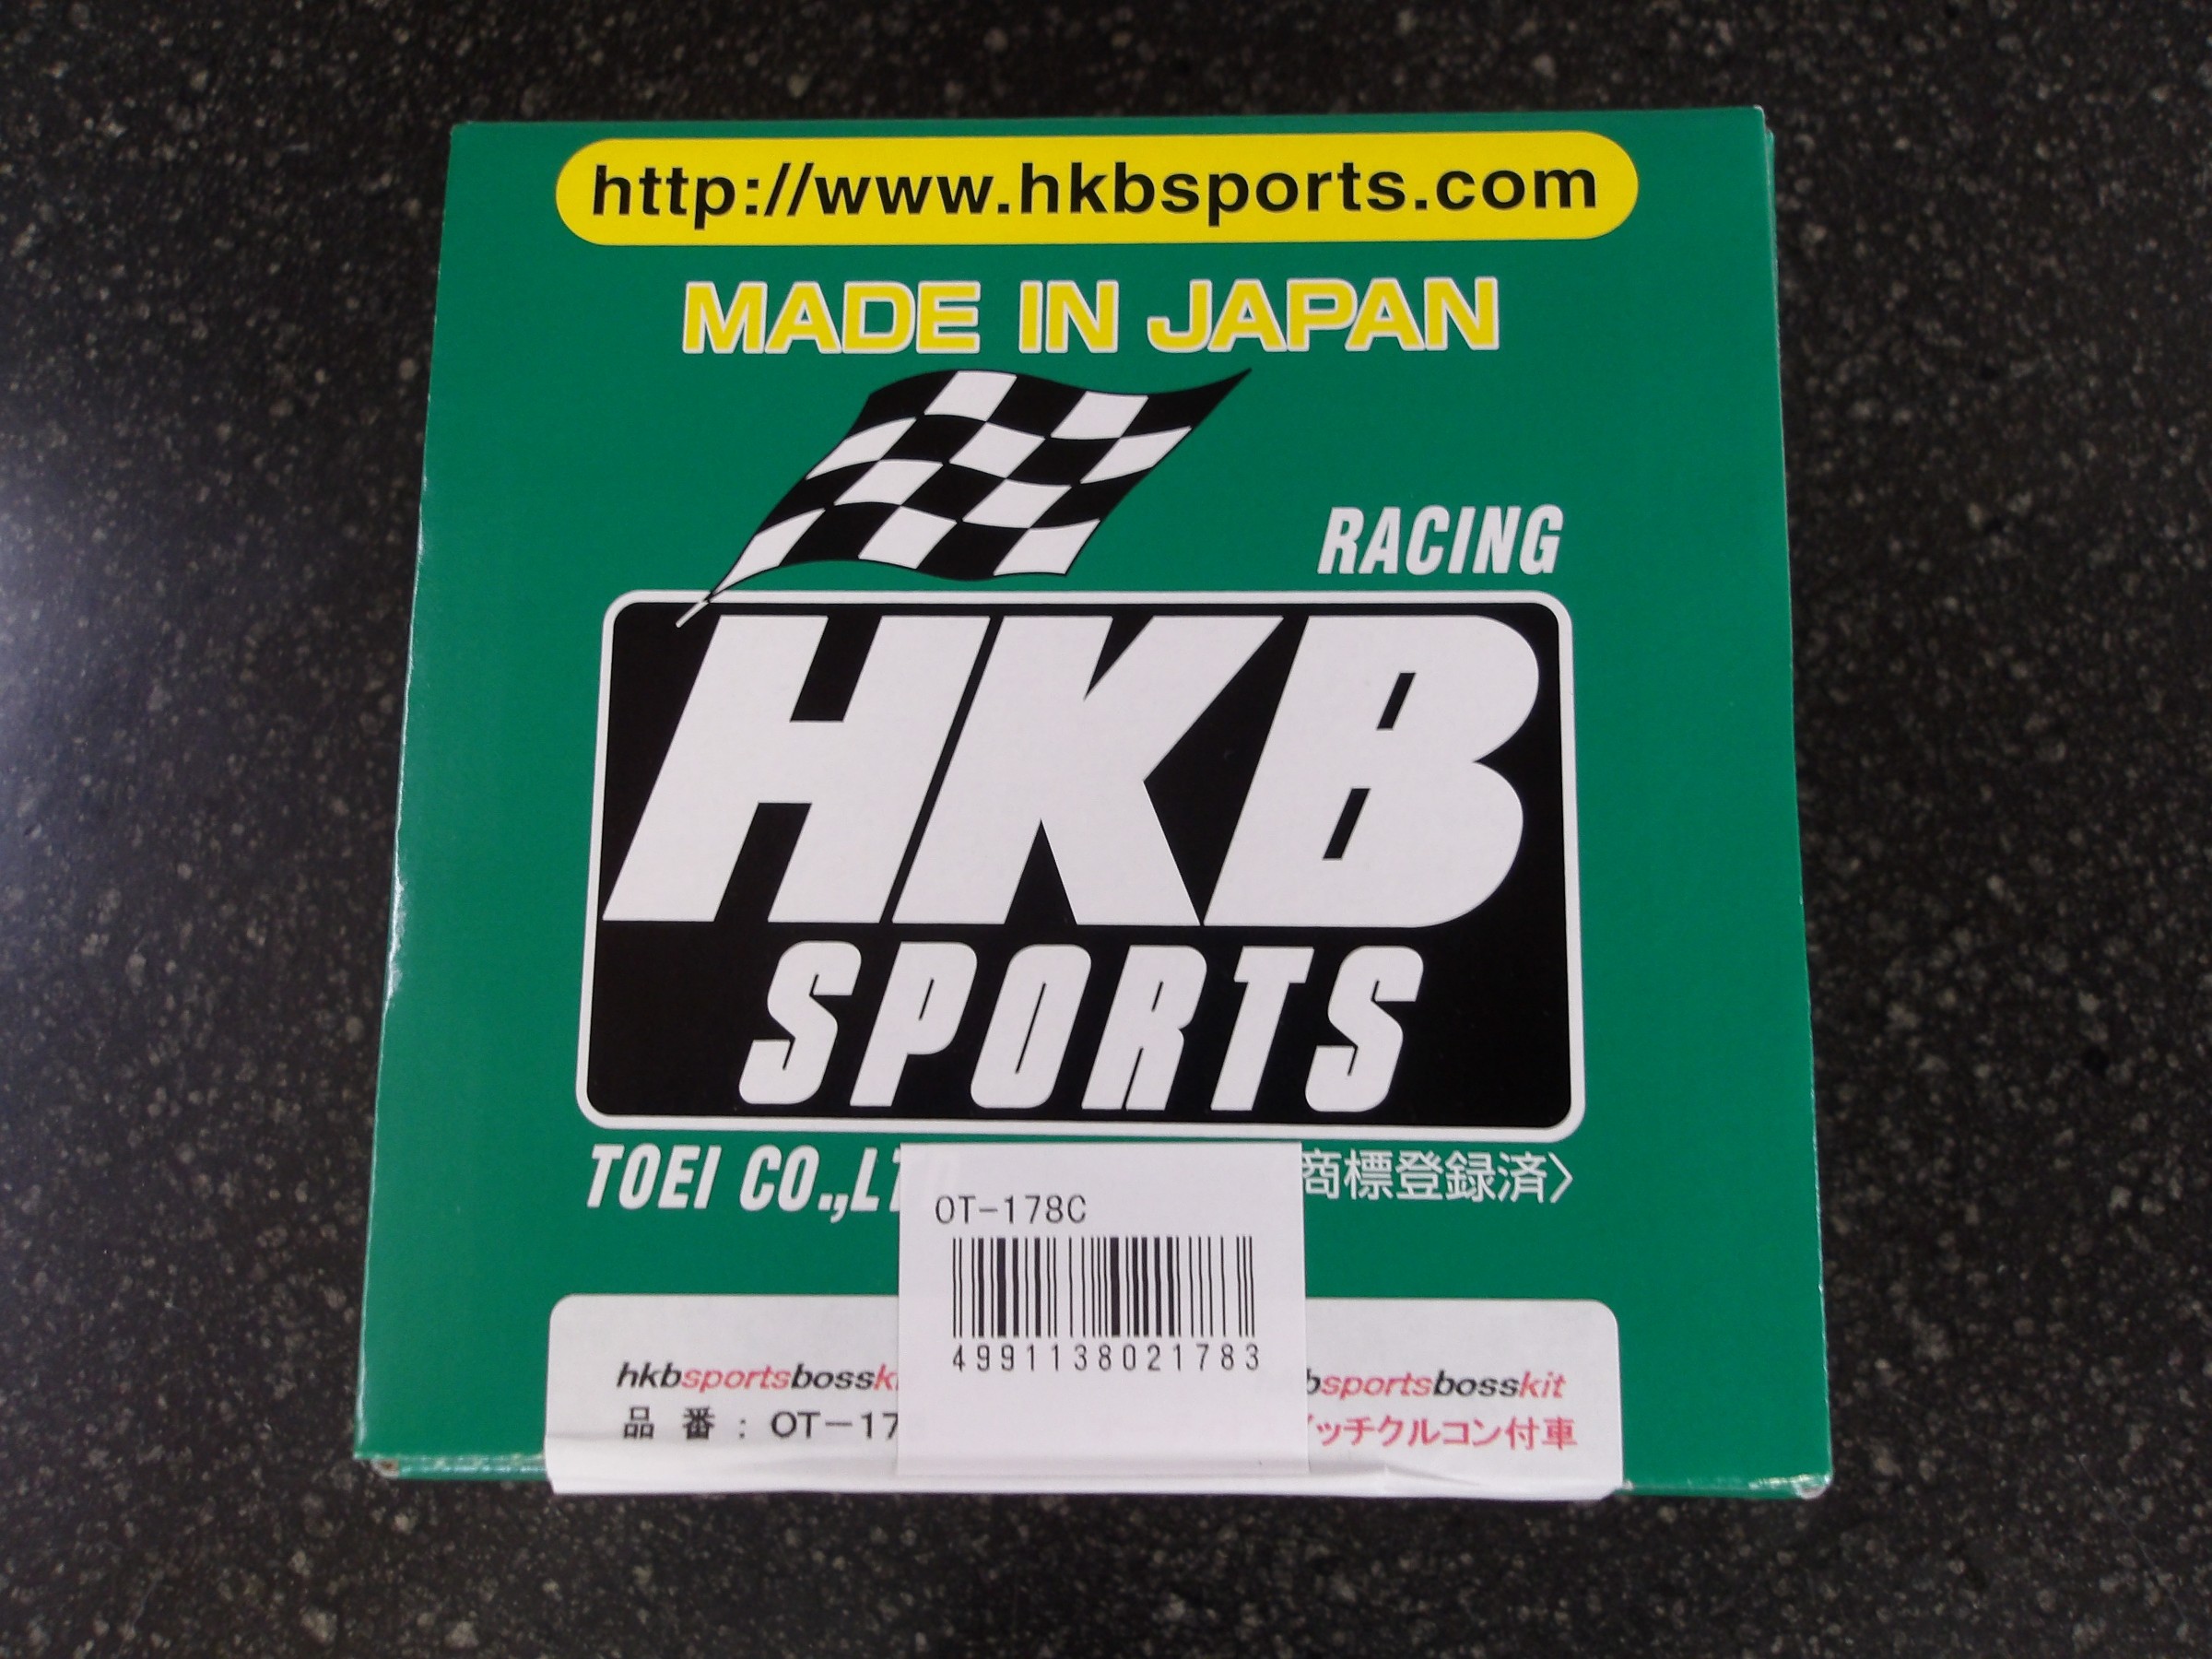 http://www.hkbsports.com
MADE IN JAPAN
RACING
HKB
SPORTS
TOEI CO.,LT
商標登録済〉
OT-178C
4991138021783
hkbsportsbosski
bsportsbosskit
品 番 : OT-17
ッチクルコン付車